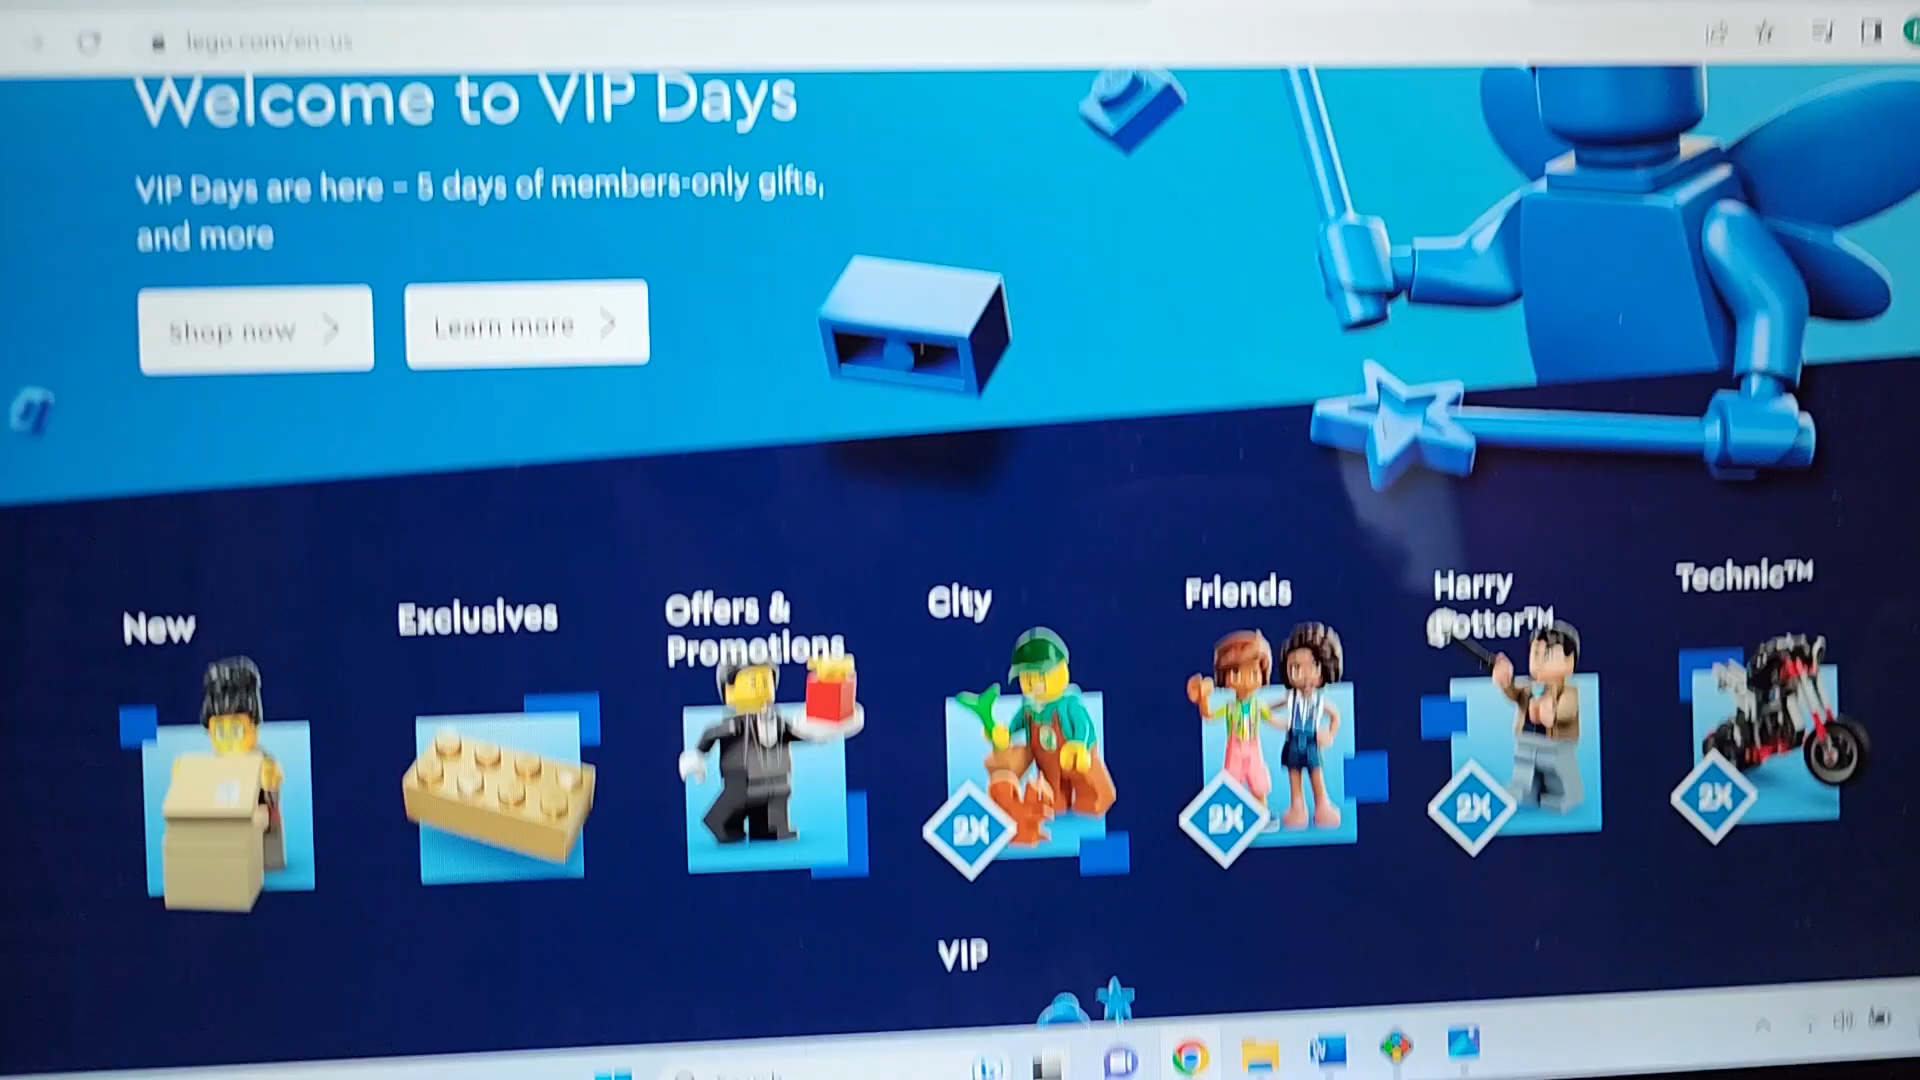 lego.com/en-us
Welcome to VIP Days
VIP Days are here – 5 days of members-only gifts,
and more
Shop now
Learn more
New
Exclusives
Offers &
Promotions
City
Friends
Harry
Potter™
Technic™
2X
2X
2X
2X
VIP
Search